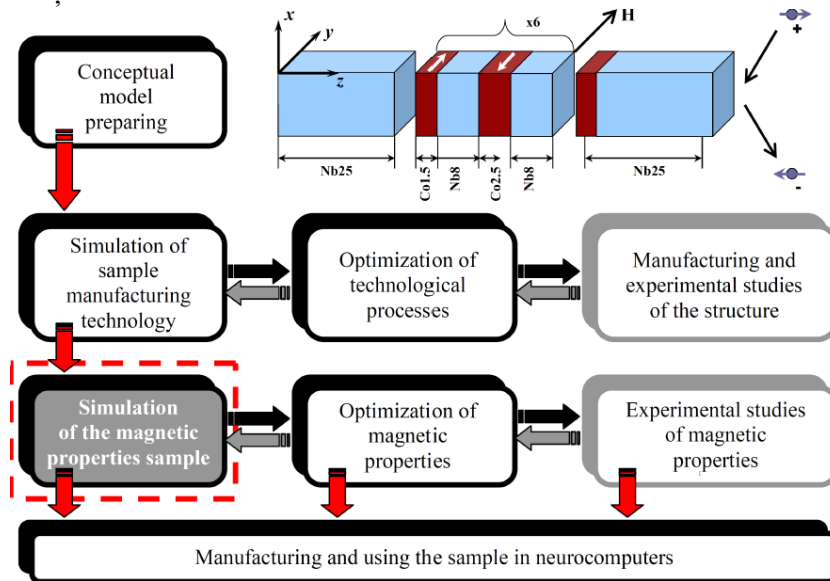 x
y
z
x6
H
+
-
Nb25
Co1.5
Nb8
Co2.5
Nb8
Nb25
Conceptual
model
preparing
Simulation of
sample
manufacturing
technology
Optimization of
technological
processes
Manufacturing and
experimental studies
of the structure
Simulation
of the magnetic
properties sample
Optimization of
magnetic
properties
Experimental studies
of magnetic
properties
Manufacturing and using the sample in neurocomputers